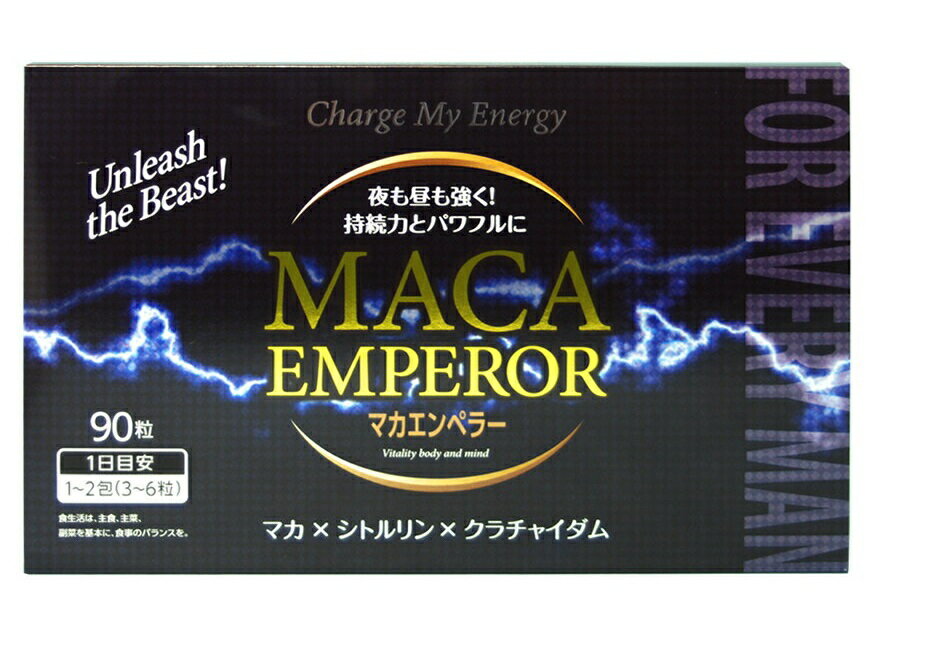 Charge My Energy
Unleash
the Beast!
夜も昼も強く!
持続力とパワフルに
MACA
EMPEROR
マカエンペラー
Vitality body and mind
90粒
1日目安
1～2包(3～6粒)
食生活は、主食、主菜、
副菜を基本に、食事のバランスを。
マカ×シトルリン×クラチャイダム
FOR EVERY MAN